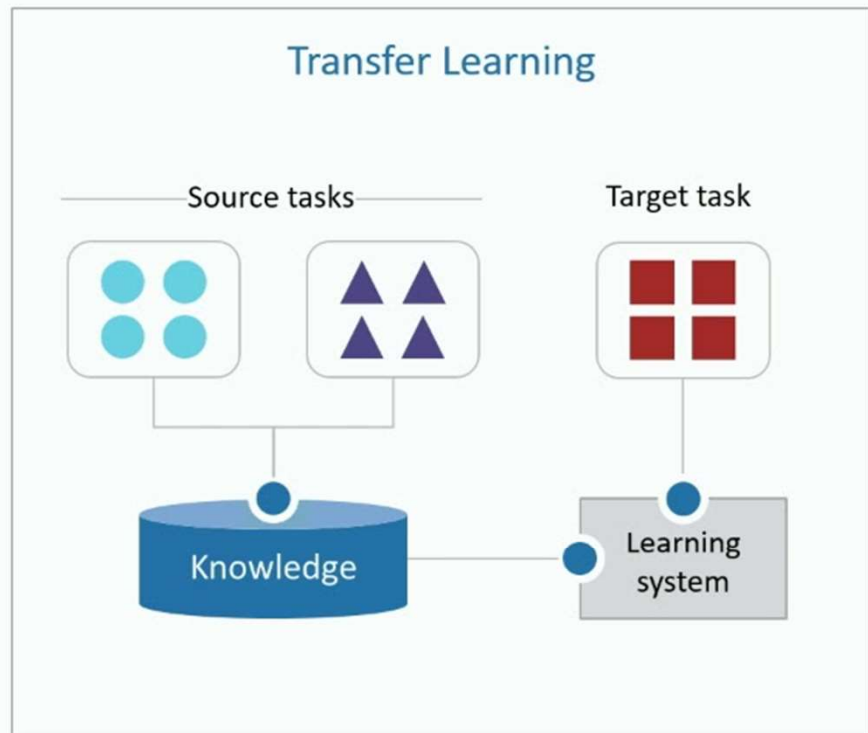 Transfer Learning
Source tasks
Target task
Knowledge
Learning
system